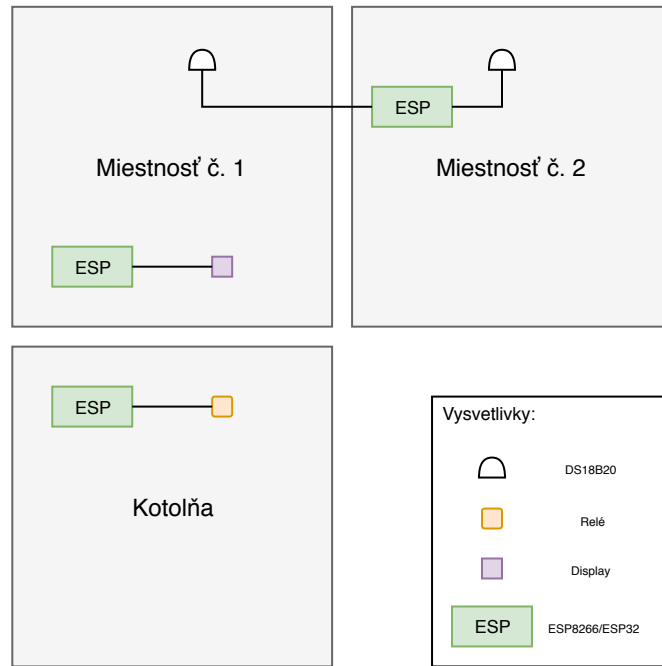 ESP
Miestnosť č. 1
Miestnosť č. 2
ESP
ESP
Kotolňa
Vysvetlivky:
DS18B20
Relé
Display
ESP
ESP8266/ESP32